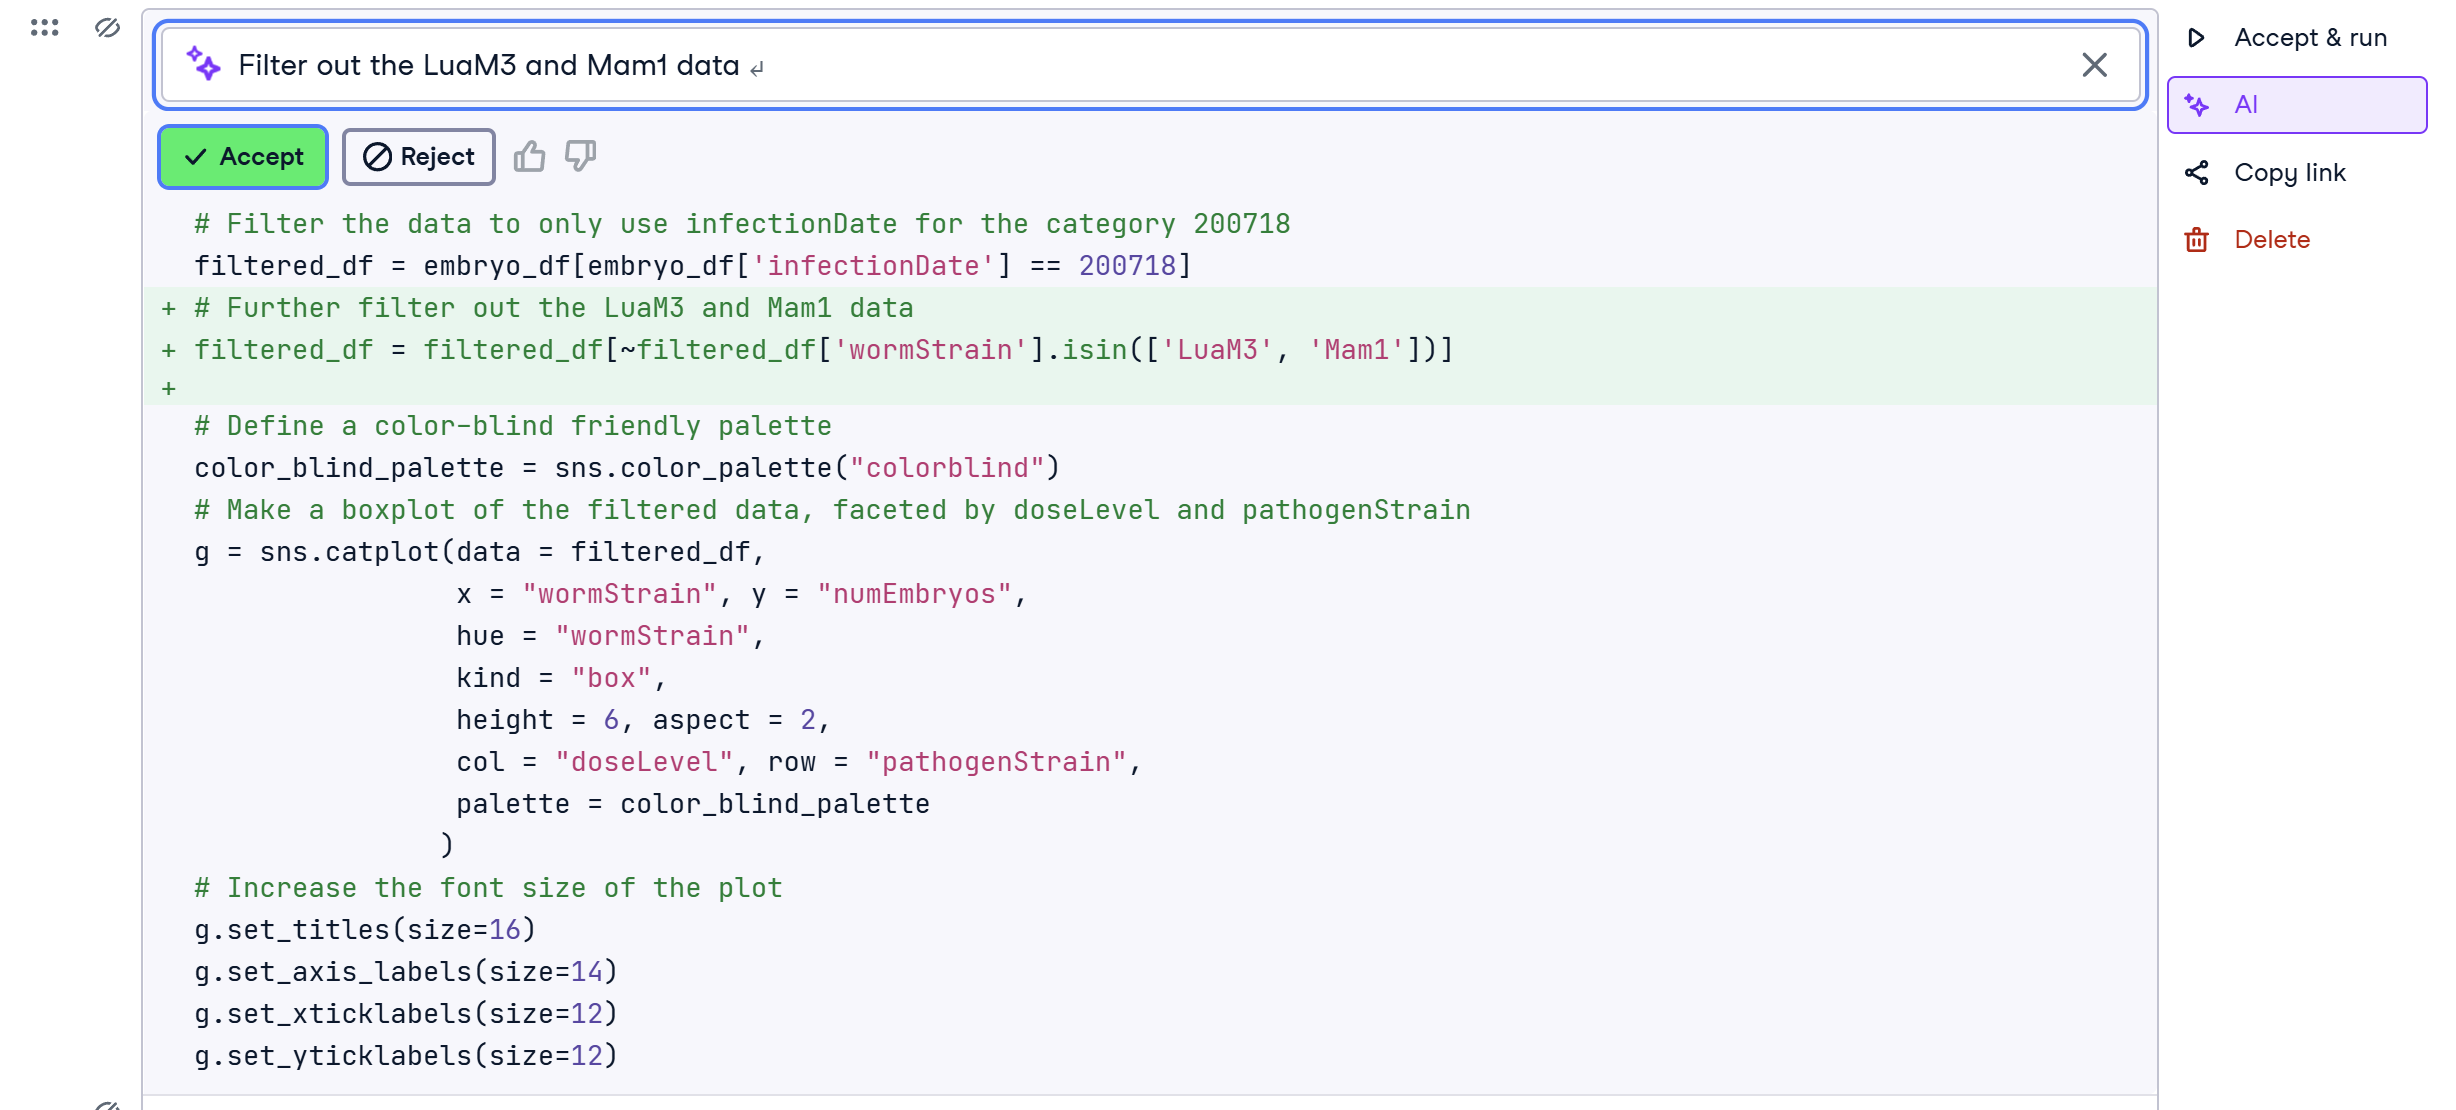 Filter out the LuaM3 and Mam1 data ↵
Accept
Reject
# Filter the data to only use infectionDate for the category 200718
filtered_df = embryo_df[embryo_df['infectionDate'] == 200718]
+ # Further filter out the LuaM3 and Mam1 data
+ filtered_df = filtered_df[~filtered_df['wormStrain'].isin(['LuaM3', 'Mam1'])]
+
# Define a color-blind friendly palette
color_blind_palette = sns.color_palette("colorblind")
# Make a boxplot of the filtered data, faceted by doseLevel and pathogenStrain
g = sns.catplot(data = filtered_df,
                x = "wormStrain", y = "numEmbryos",
                hue = "wormStrain",
                kind = "box",
                height = 6, aspect = 2,
                col = "doseLevel", row = "pathogenStrain",
                palette = color_blind_palette
               )
# Increase the font size of the plot
g.set_titles(size=16)
g.set_axis_labels(size=14)
g.set_xticklabels(size=12)
g.set_yticklabels(size=12)
Accept & run
AI
Copy link
Delete